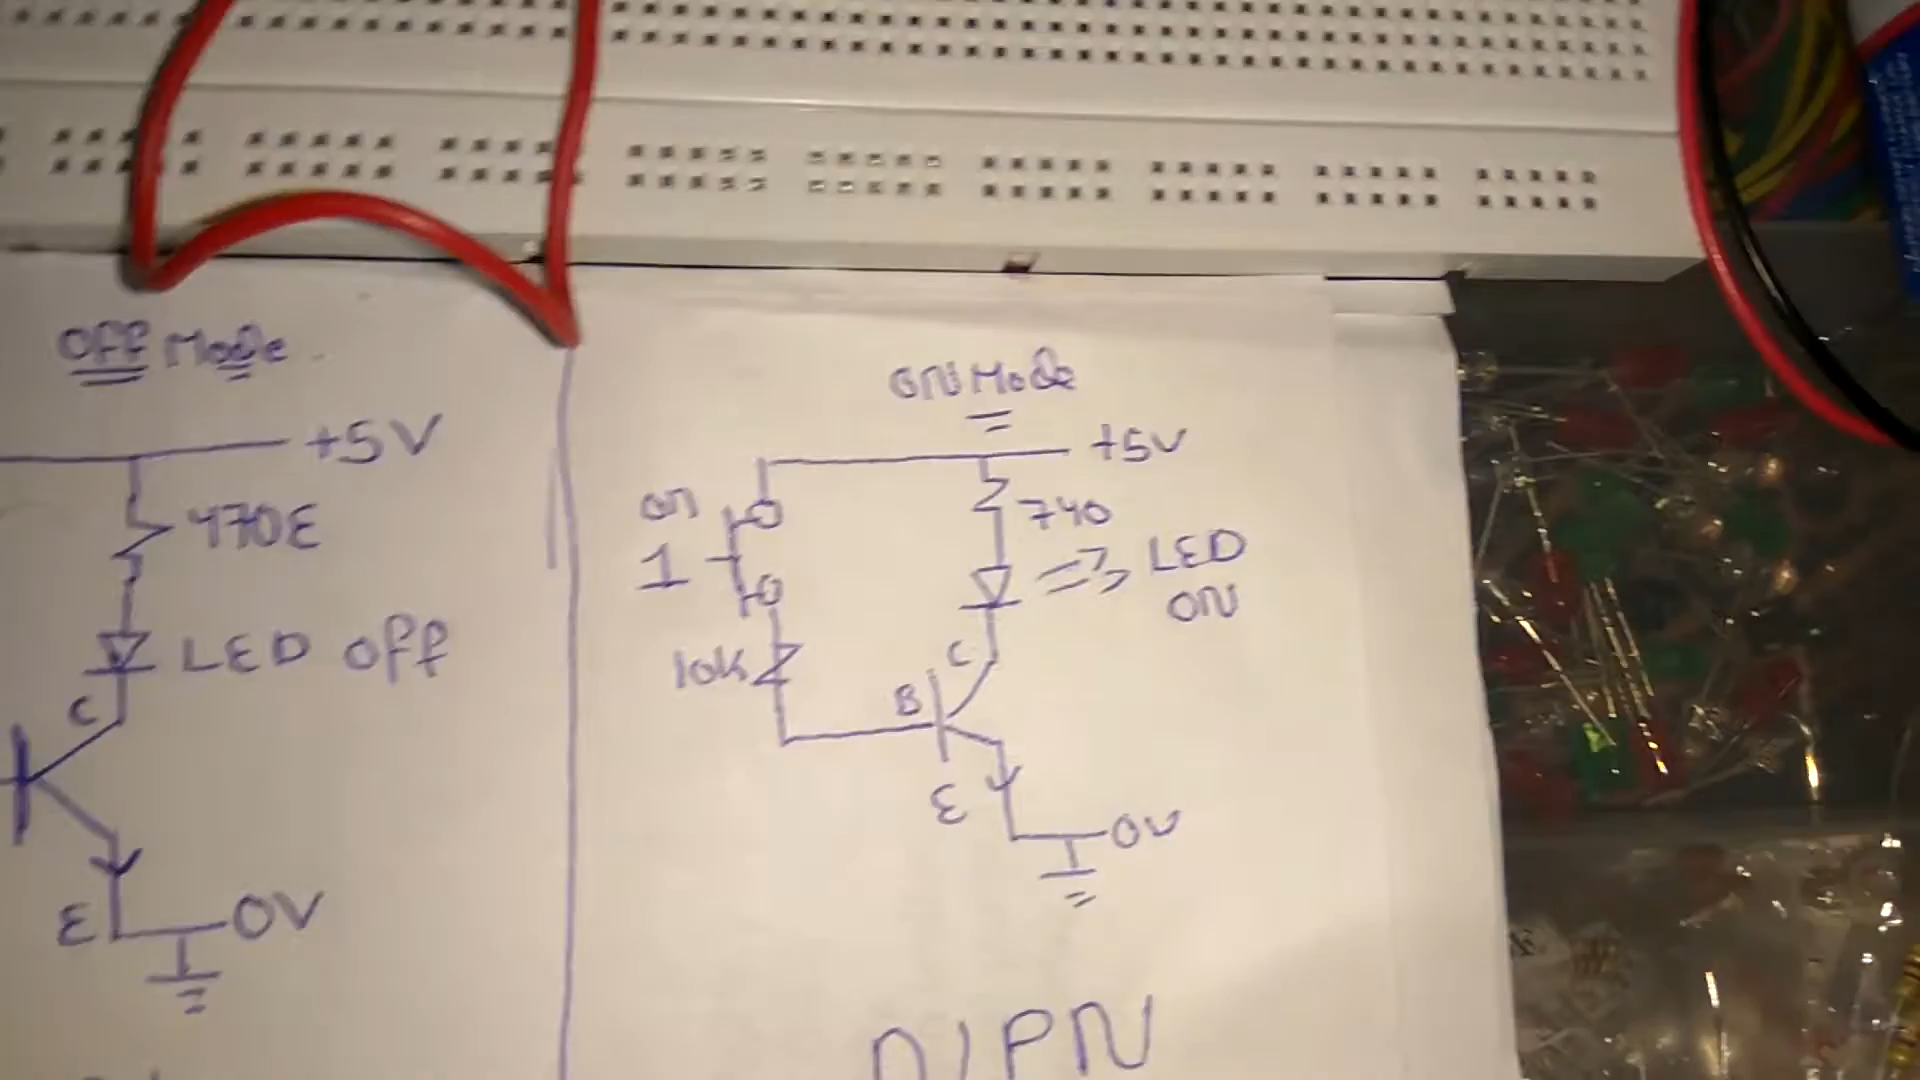 Off Mode
+5V
470E
LED Off
C
E
0V
ON Mode
+5V
on
1
740
LED
ON
10K
C
B
E
0V
NPN